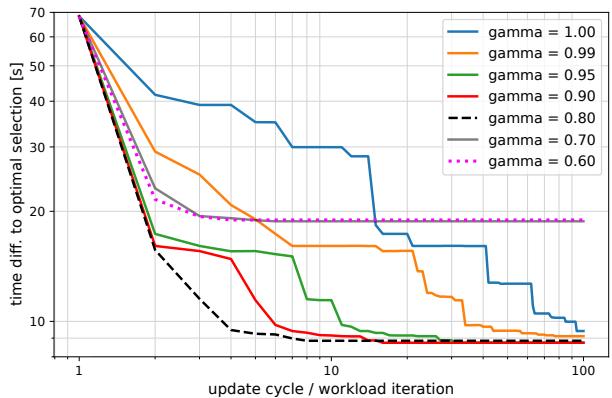 70
60
50
40
30
20
10
time diff. to optimal selection [s]
gamma = 1.00
gamma = 0.99
gamma = 0.95
gamma = 0.90
gamma = 0.80
gamma = 0.70
gamma = 0.60
1
10
100
update cycle / workload iteration